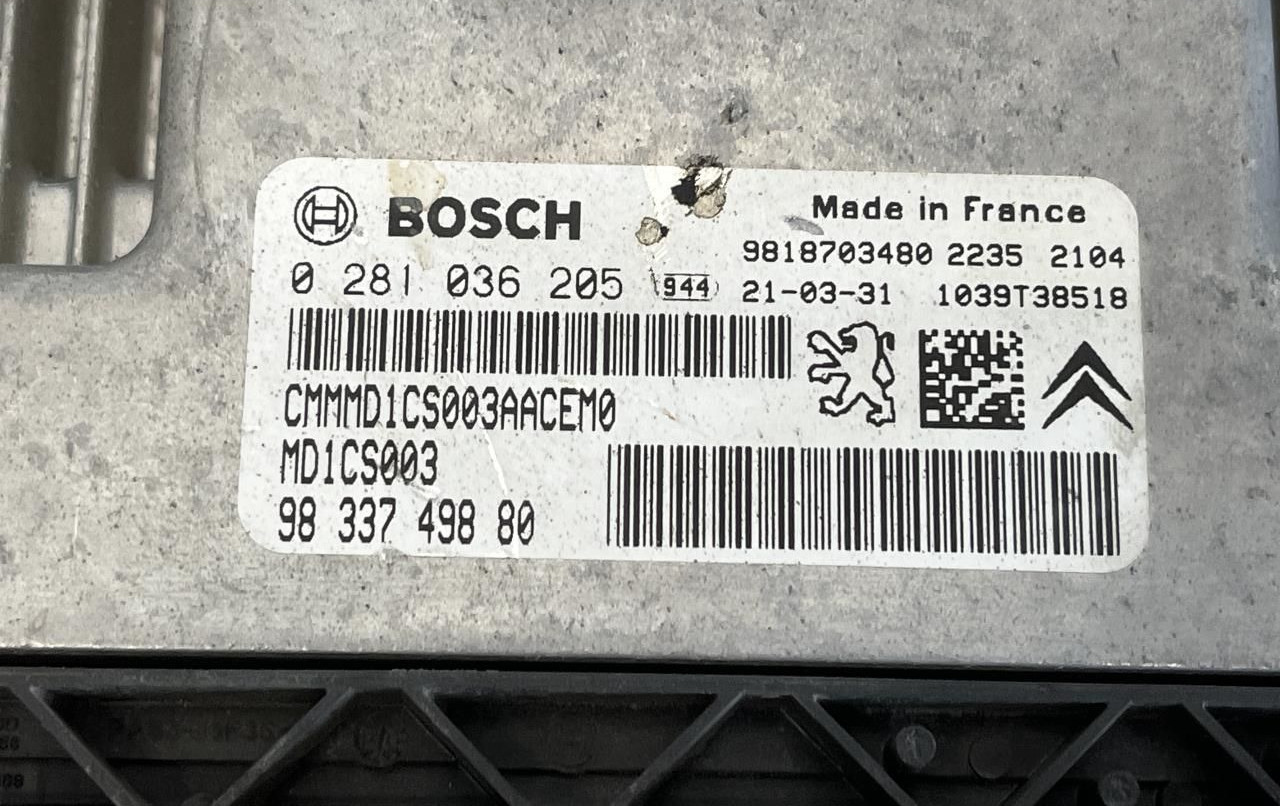 BOSCH
Made in France
9818703480 2235 2104
0 281 036 205 944 21-03-31 1039T38518
CMMMD1CS003AACEM0
MD1CS003
98 337 498 80